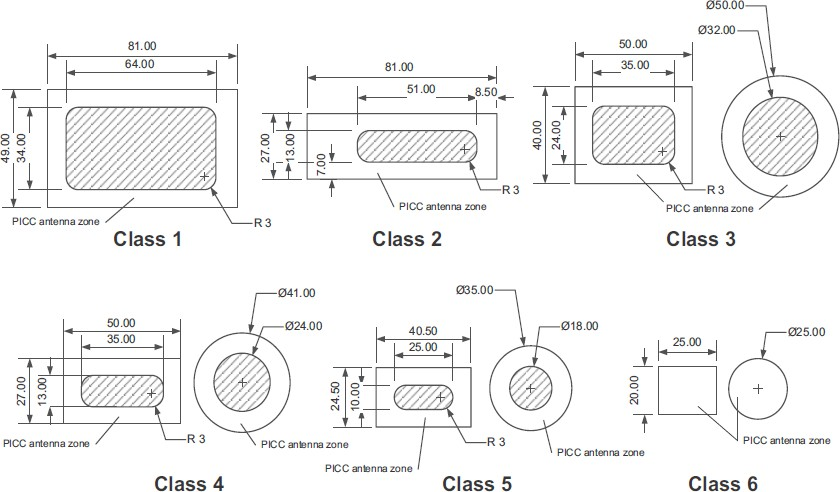 81.00
64.00
49.00
34.00
PICC antenna zone
R 3
Class 1
81.00
51.00
8.50
27.00
13.00
7.00
R 3
PICC antenna zone
Class 2
50.00
35.00
40.00
24.00
R 3
Ø50.00
Ø32.00
PICC antenna zone
Class 3
50.00
35.00
27.00
13.00
PICC antenna zone
R 3
Ø41.00
Ø24.00
PICC antenna zone
Class 4
40.50
25.00
24.50
10.00
R 3
PICC antenna zone
Ø35.00
Ø18.00
PICC antenna zone
Class 5
25.00
20.00
Ø25.00
PICC antenna zone
Class 6